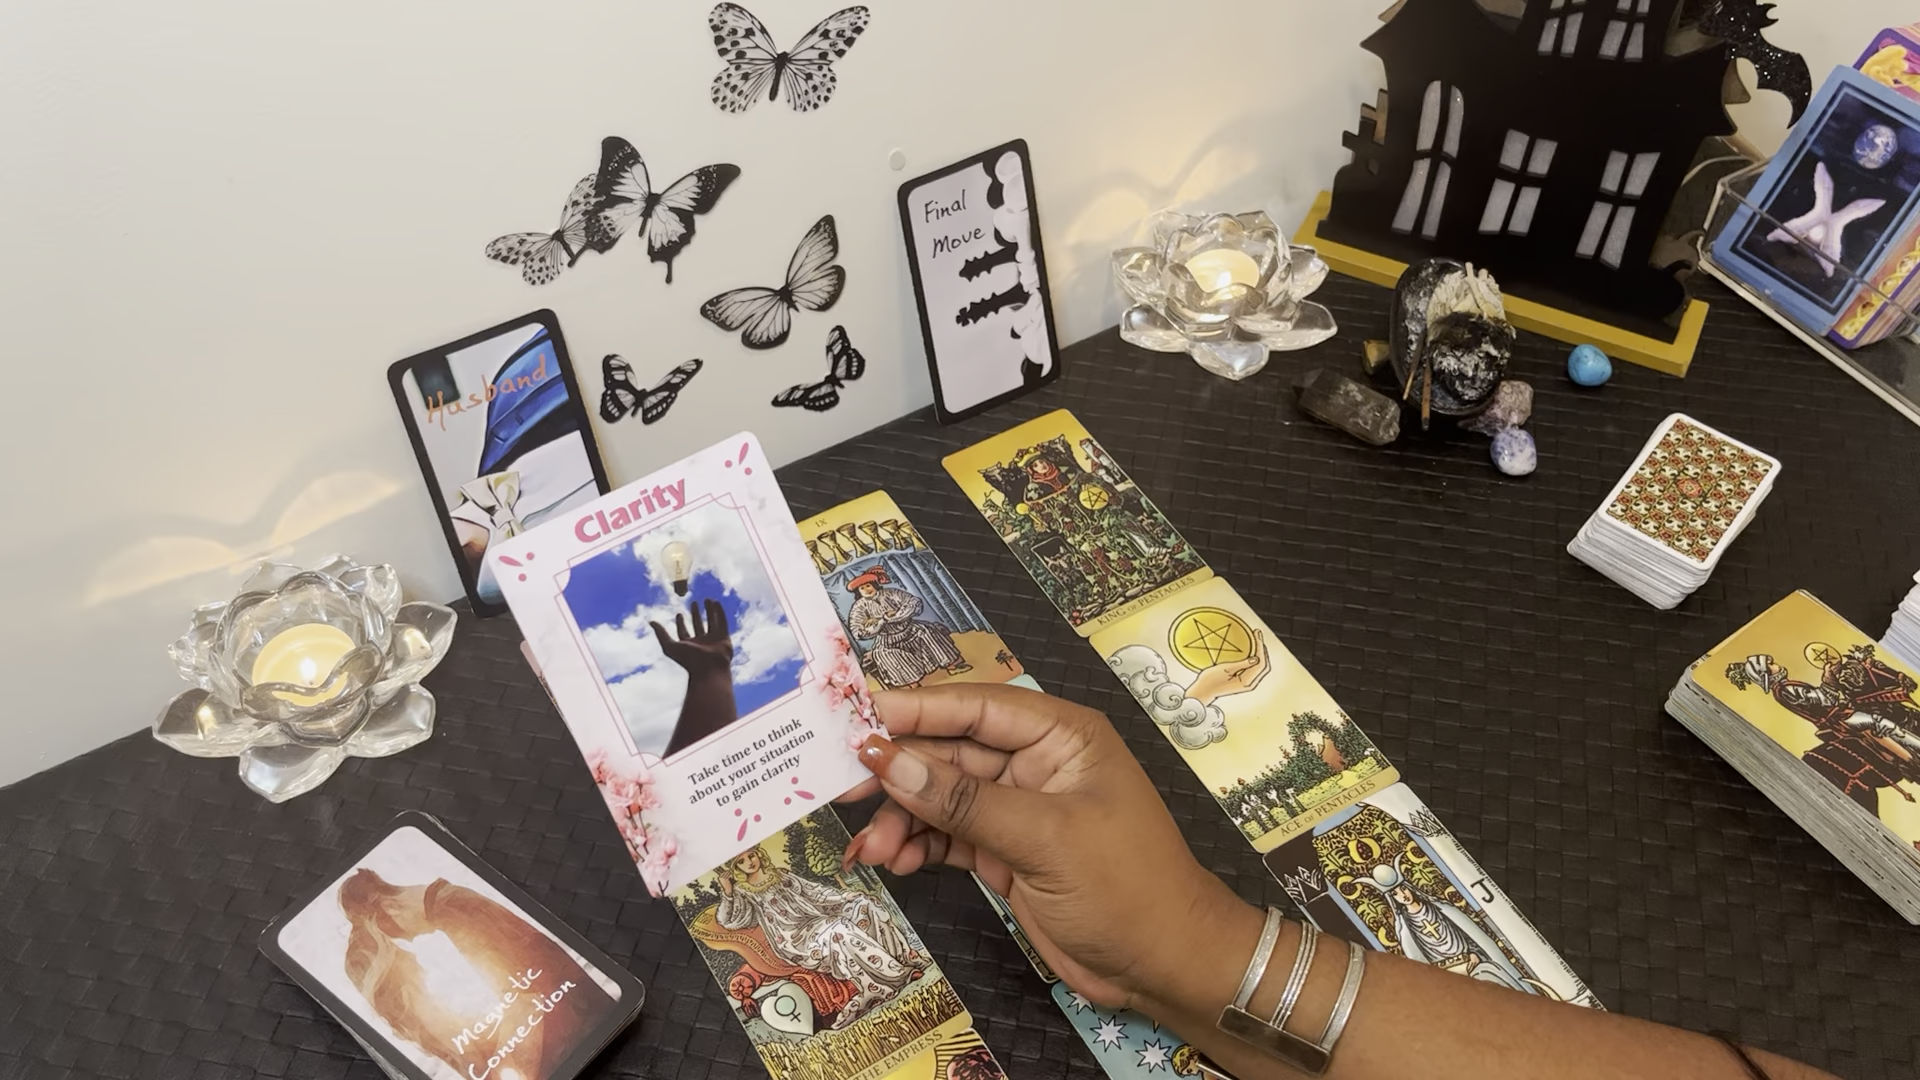 Final
Move
Husband
Clarity
Take time to think
about your situation
to gain clarity
IX
KING OF PENTACLES
ACE OF PENTACLES
J
THE EMPRESS
Magnetic
Connection